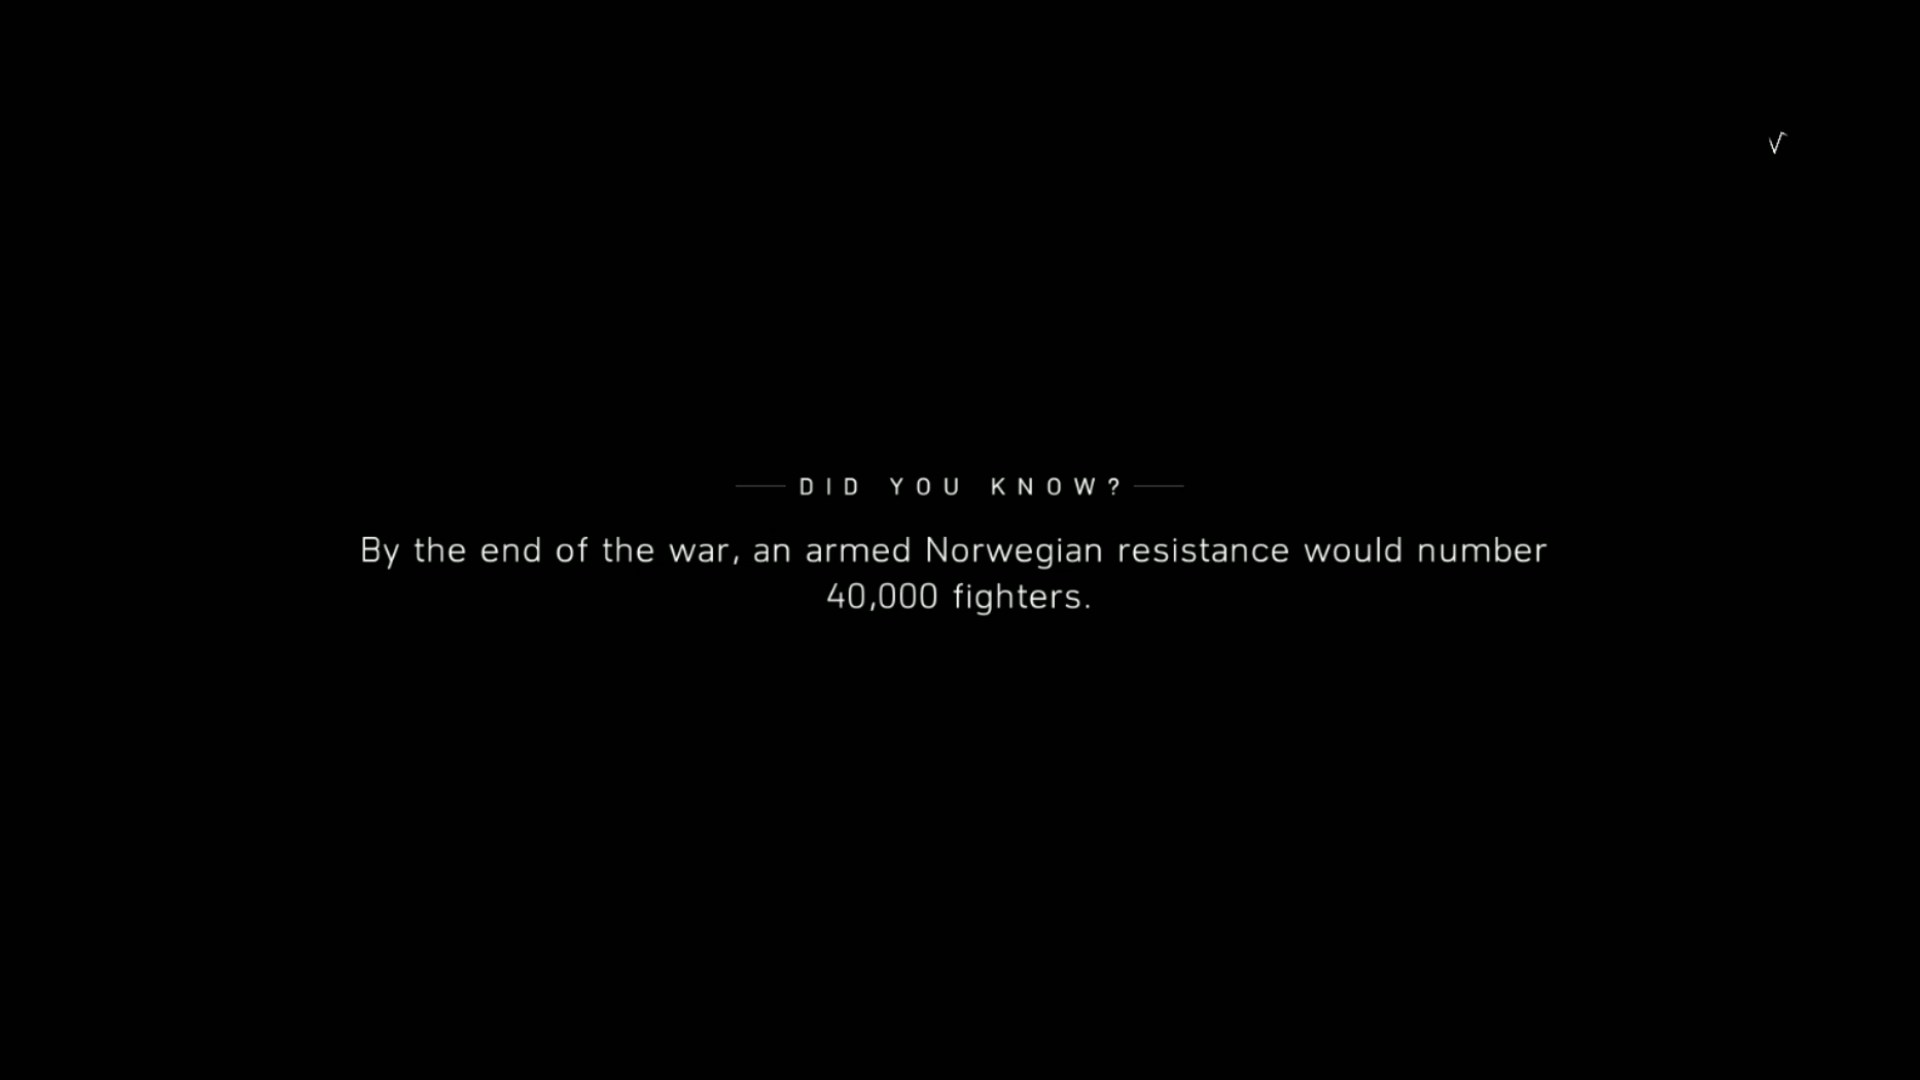 DID YOU KNOW?
By the end of the war, an armed Norwegian resistance would number
40,000 fighters.